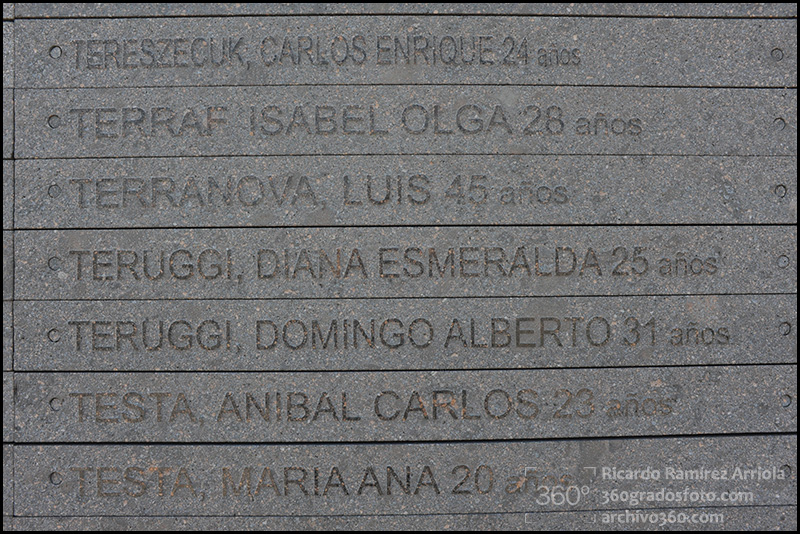 TERESZECUK, CARLOS ENRIQUE 24 años
TERRAF ISABEL OLGA 28 años
TERRANOVA, LUIS 45 años
TERUGGI, DIANA ESMERALDA 25 años
TERUGGI, DOMINGO ALBERTO 31 años
TESTA, ANIBAL CARLOS 23 años
TESTA, MARIA ANA 20 años
360°
Ricardo Ramírez Arriola
360gradosfoto.com
archivo360.com